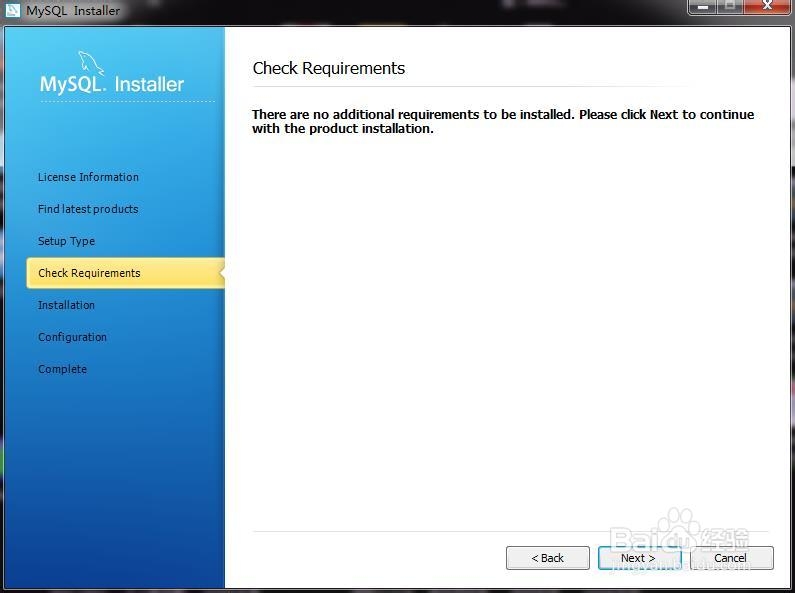 MySQL Installer
MySQL. Installer
Check Requirements
There are no additional requirements to be installed. Please click Next to continue
with the product installation.
License Information
Find latest products
Setup Type
Check Requirements
Installation
Configuration
Complete
< Back
Next >
Cancel
Baidu 经验
jingyan.baidu.com